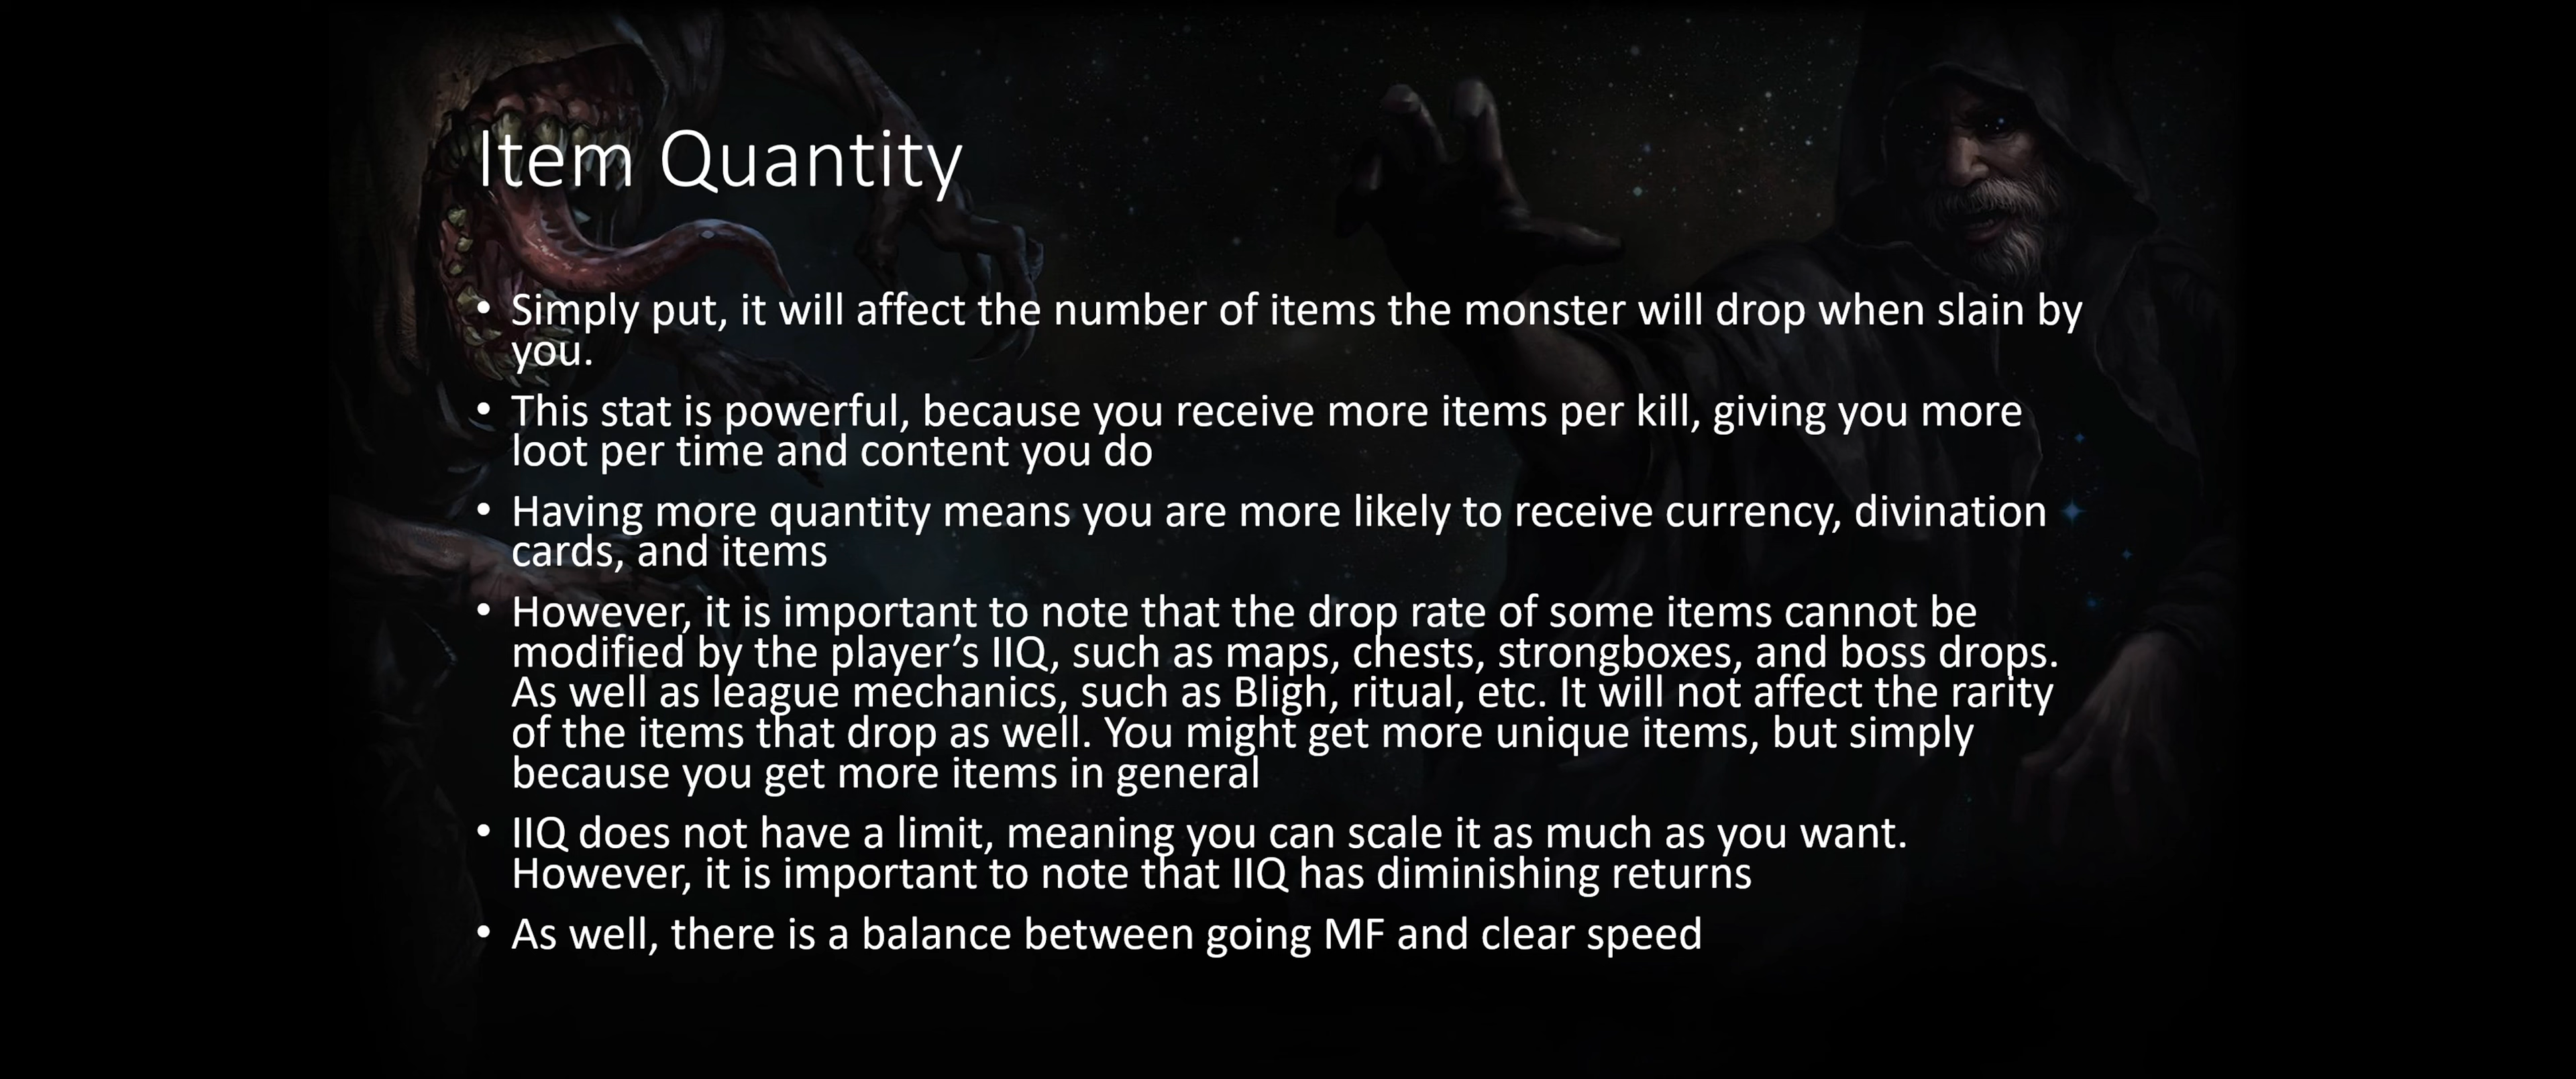 Item Quantity
• Simply put, it will affect the number of items the monster will drop when slain by
you.
• This stat is powerful, because you receive more items per kill, giving you more
loot per time and content you do
• Having more quantity means you are more likely to receive currency, divination
cards, and items
• However, it is important to note that the drop rate of some items cannot be
modified by the player’s IIQ, such as maps, chests, strongboxes, and boss drops.
As well as league mechanics, such as Bligh, ritual, etc. It will not affect the rarity
of the items that drop as well. You might get more unique items, but simply
because you get more items in general
• IIQ does not have a limit, meaning you can scale it as much as you want.
However, it is important to note that IIQ has diminishing returns
• As well, there is a balance between going MF and clear speed